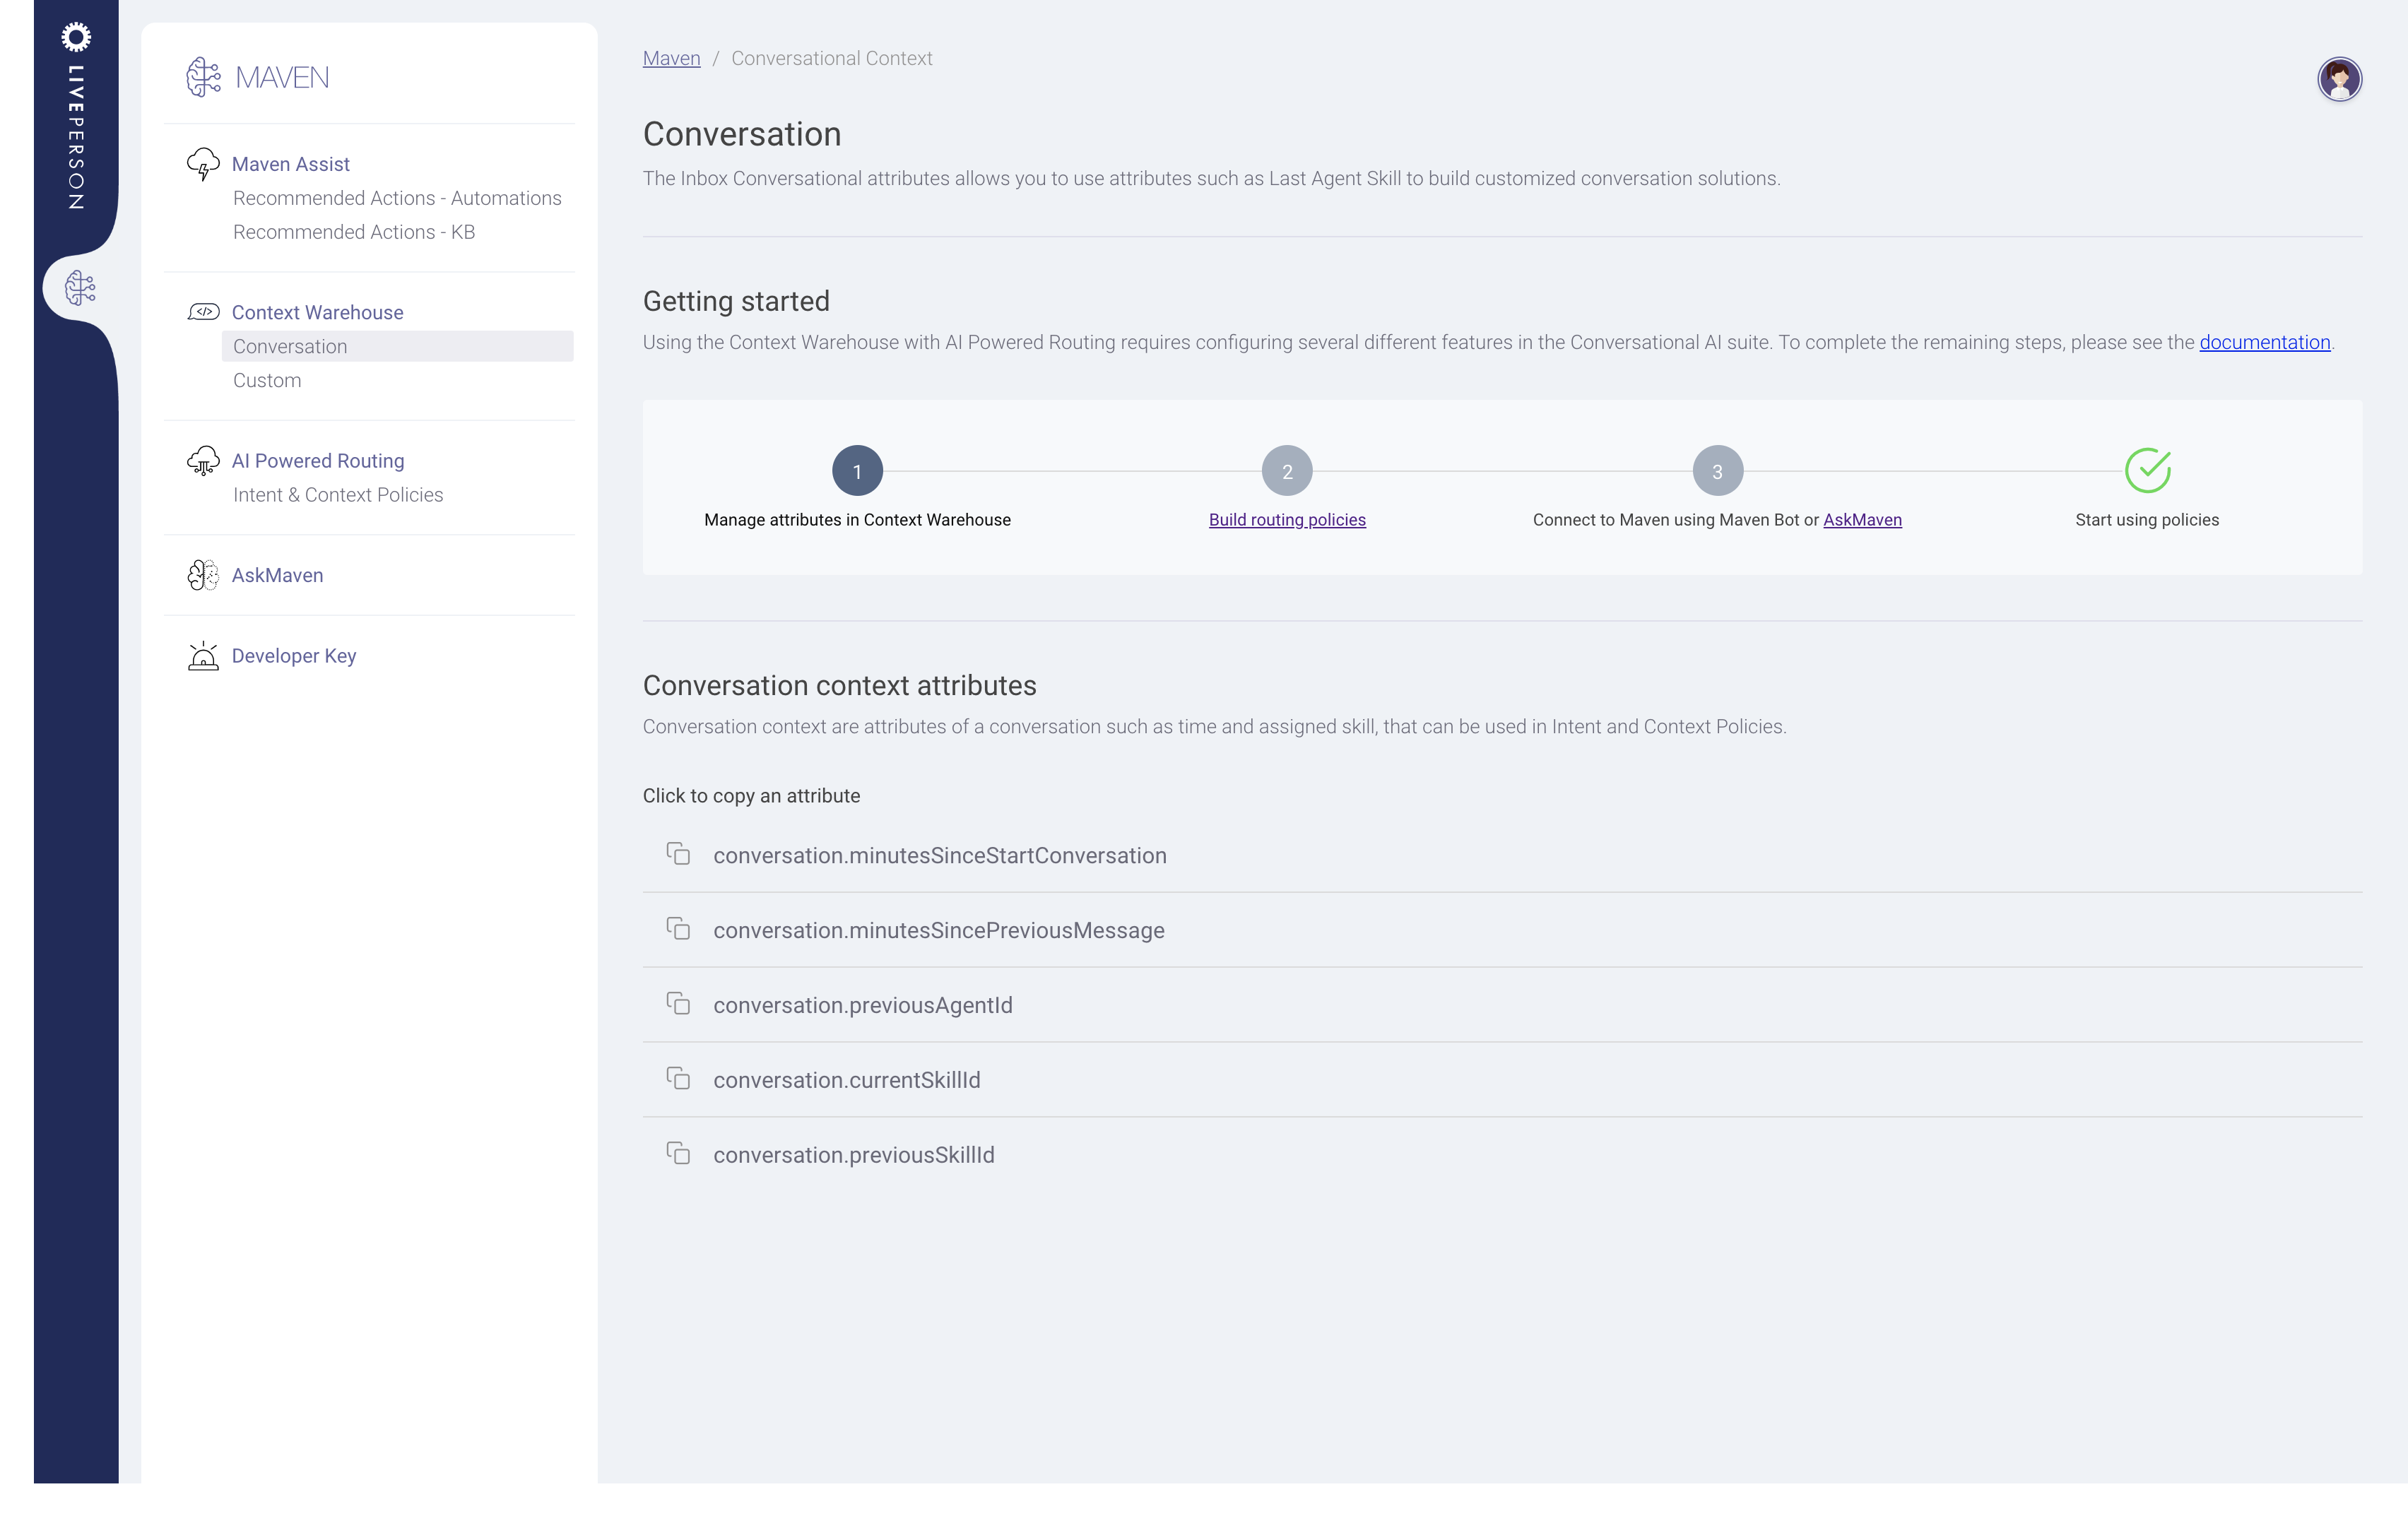 LIVEPERSON
MAVEN
Maven Assist
Recommended Actions - Automations
Recommended Actions - KB
</>
Context Warehouse
Conversation
Custom
AI Powered Routing
Intent & Context Policies
AskMaven
Developer Key
Maven / Conversational Context
Conversation
The Inbox Conversational attributes allows you to use attributes such as Last Agent Skill to build customized conversation solutions.
Getting started
Using the Context Warehouse with AI Powered Routing requires configuring several different features in the Conversational AI suite. To complete the remaining steps, please see the documentation.
1
Manage attributes in Context Warehouse
2
Build routing policies
3
Connect to Maven using Maven Bot or AskMaven
Start using policies
Conversation context attributes
Conversation context are attributes of a conversation such as time and assigned skill, that can be used in Intent and Context Policies.
Click to copy an attribute
conversation.minutesSinceStartConversation
conversation.minutesSincePreviousMessage
conversation.previousAgentId
conversation.currentSkillId
conversation.previousSkillId